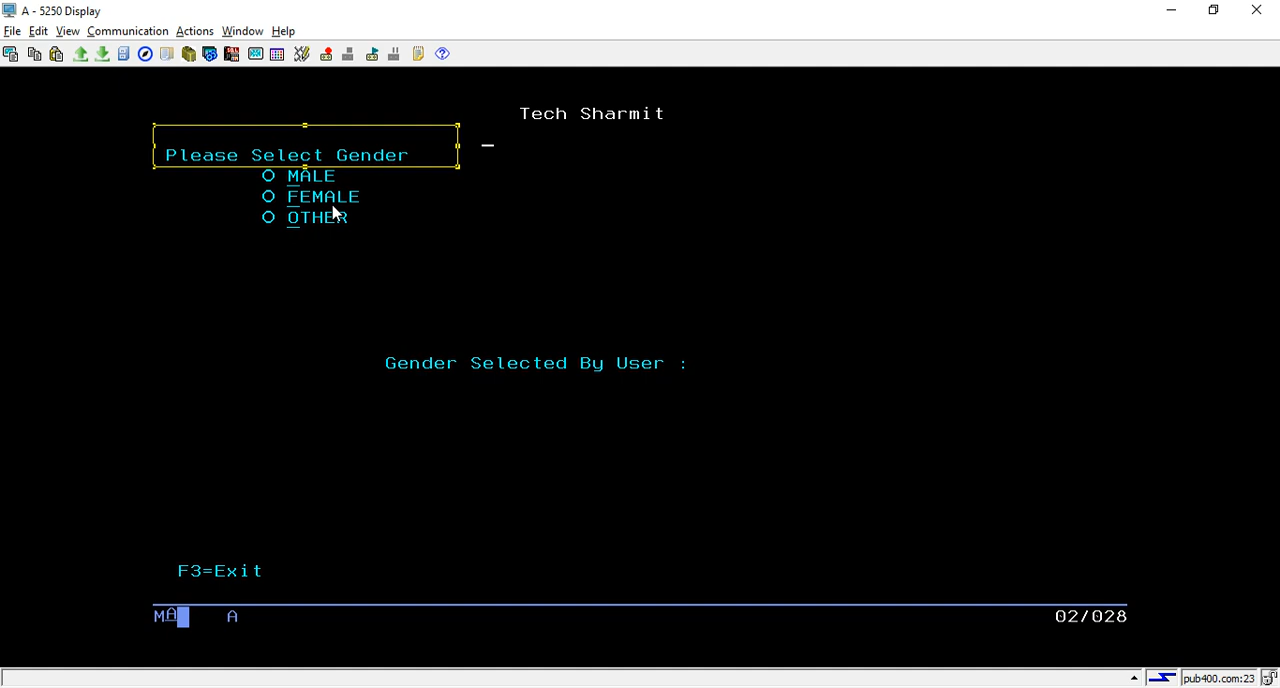 A - 5250 Display
File Edit View Communication Actions Window Help
Tech Sharmit
Please Select Gender
MALE
FEMALE
OTHER
Gender Selected By User :
F3=Exit
MA A 02/028
pub400.com:23